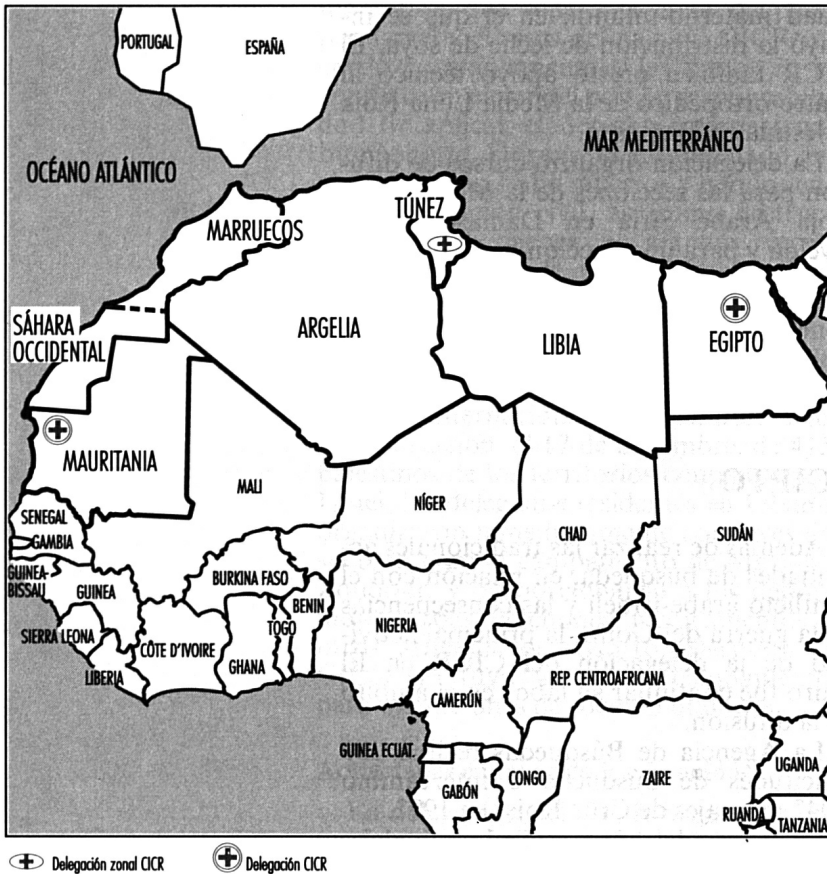 PORTUGAL
ESPAÑA
OCÉANO ATLÁNTICO
MAR MEDITERRÁNEO
MARRUECOS
TÚNEZ
SÁHARA
OCCIDENTAL
ARGELIA
LIBIA
EGIPTO
MAURITANIA
MALI
NÍGER
CHAD
SUDÁN
SENEGAL
GAMBIA
GUINEA-
BISSAU
GUINEA
BURKINA FASO
BENIN
TOGO
NIGERIA
SIERRA LEONA
CÔTE D'IVOIRE
GHANA
LIBERIA
REP. CENTROAFRICANA
CAMERÚN
GUINEA ECUAT.
GABÓN
CONGO
ZAIRE
UGANDA
RUANDA
TANZANIA
Delegación zonal CICR
Delegación CICR